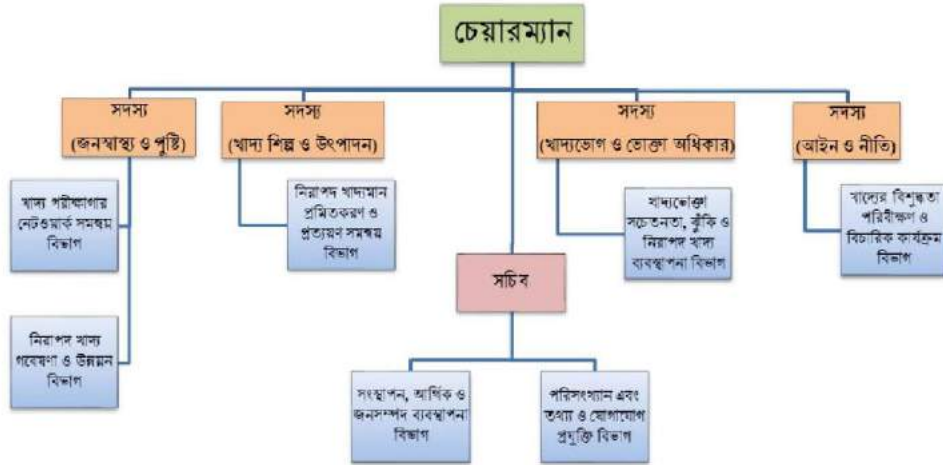 চেয়ারম্যান
সদস্য
(জনস্বাস্থ্য ও পুষ্টি)
সদস্য
(খাদ্য শিল্প ও উৎপাদন)
সদস্য
(খাদ্যভোগ ও ভোক্তা অধিকার)
সদস্য
(আইন ও নীতি)
খাদ্য পরীক্ষাগার
নেটওয়ার্ক সমন্বয়
বিভাগ
নিরাপদ খাদ্যমান
প্রমিতকরণ ও
প্রত্যয়ণ সমন্বয়
বিভাগ
খাদ্যভোক্তা
সচেতনতা, ঝুঁকি ও
নিরাপদ খাদ্য
ব্যবস্থাপনা বিভাগ
খাদ্যের বিশুদ্ধতা
পরিবীক্ষণ ও
বিচারিক কার্যক্রম
বিভাগ
সচিব
নিরাপদ খাদ্য
গবেষণা ও উন্নয়ন
বিভাগ
সংস্থাপন, আর্থিক ও
জনসম্পদ ব্যবস্থাপনা
বিভাগ
পরিসংখ্যান এবং
তথ্য ও যোগাযোগ
প্রযুক্তি বিভাগ